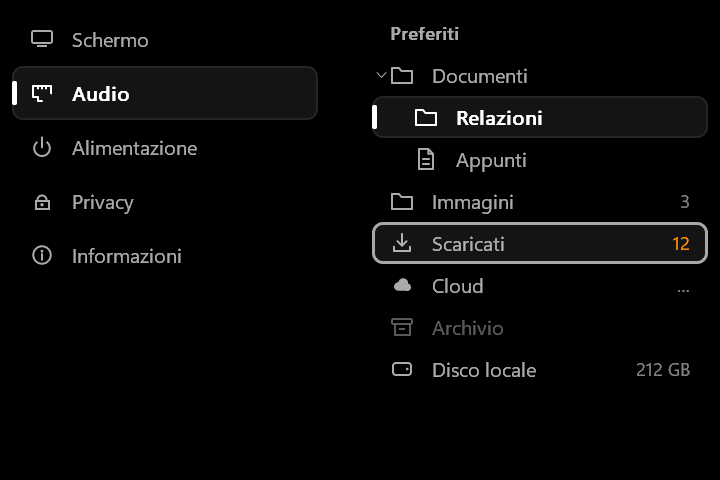 Schermo
Audio
Alimentazione
Privacy
Informazioni
Preferiti
Documenti
Relazioni
Appunti
Immagini 3
Scaricati 12
Cloud ...
Archivio
Disco locale 212 GB